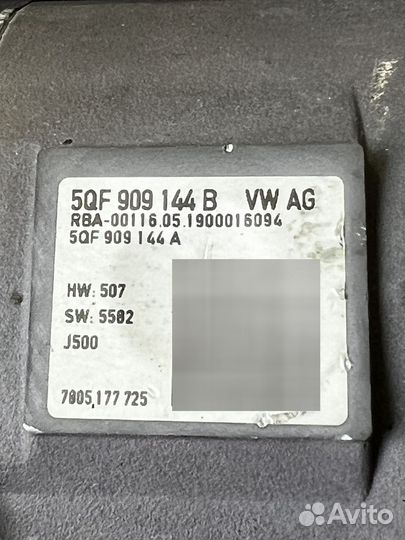 5QF 909 144 B VW AG
RBA-00116.05.1900016094
5QF 909 144 A
HW: 507
SW: 5582
J500
7805.177 725
Avito